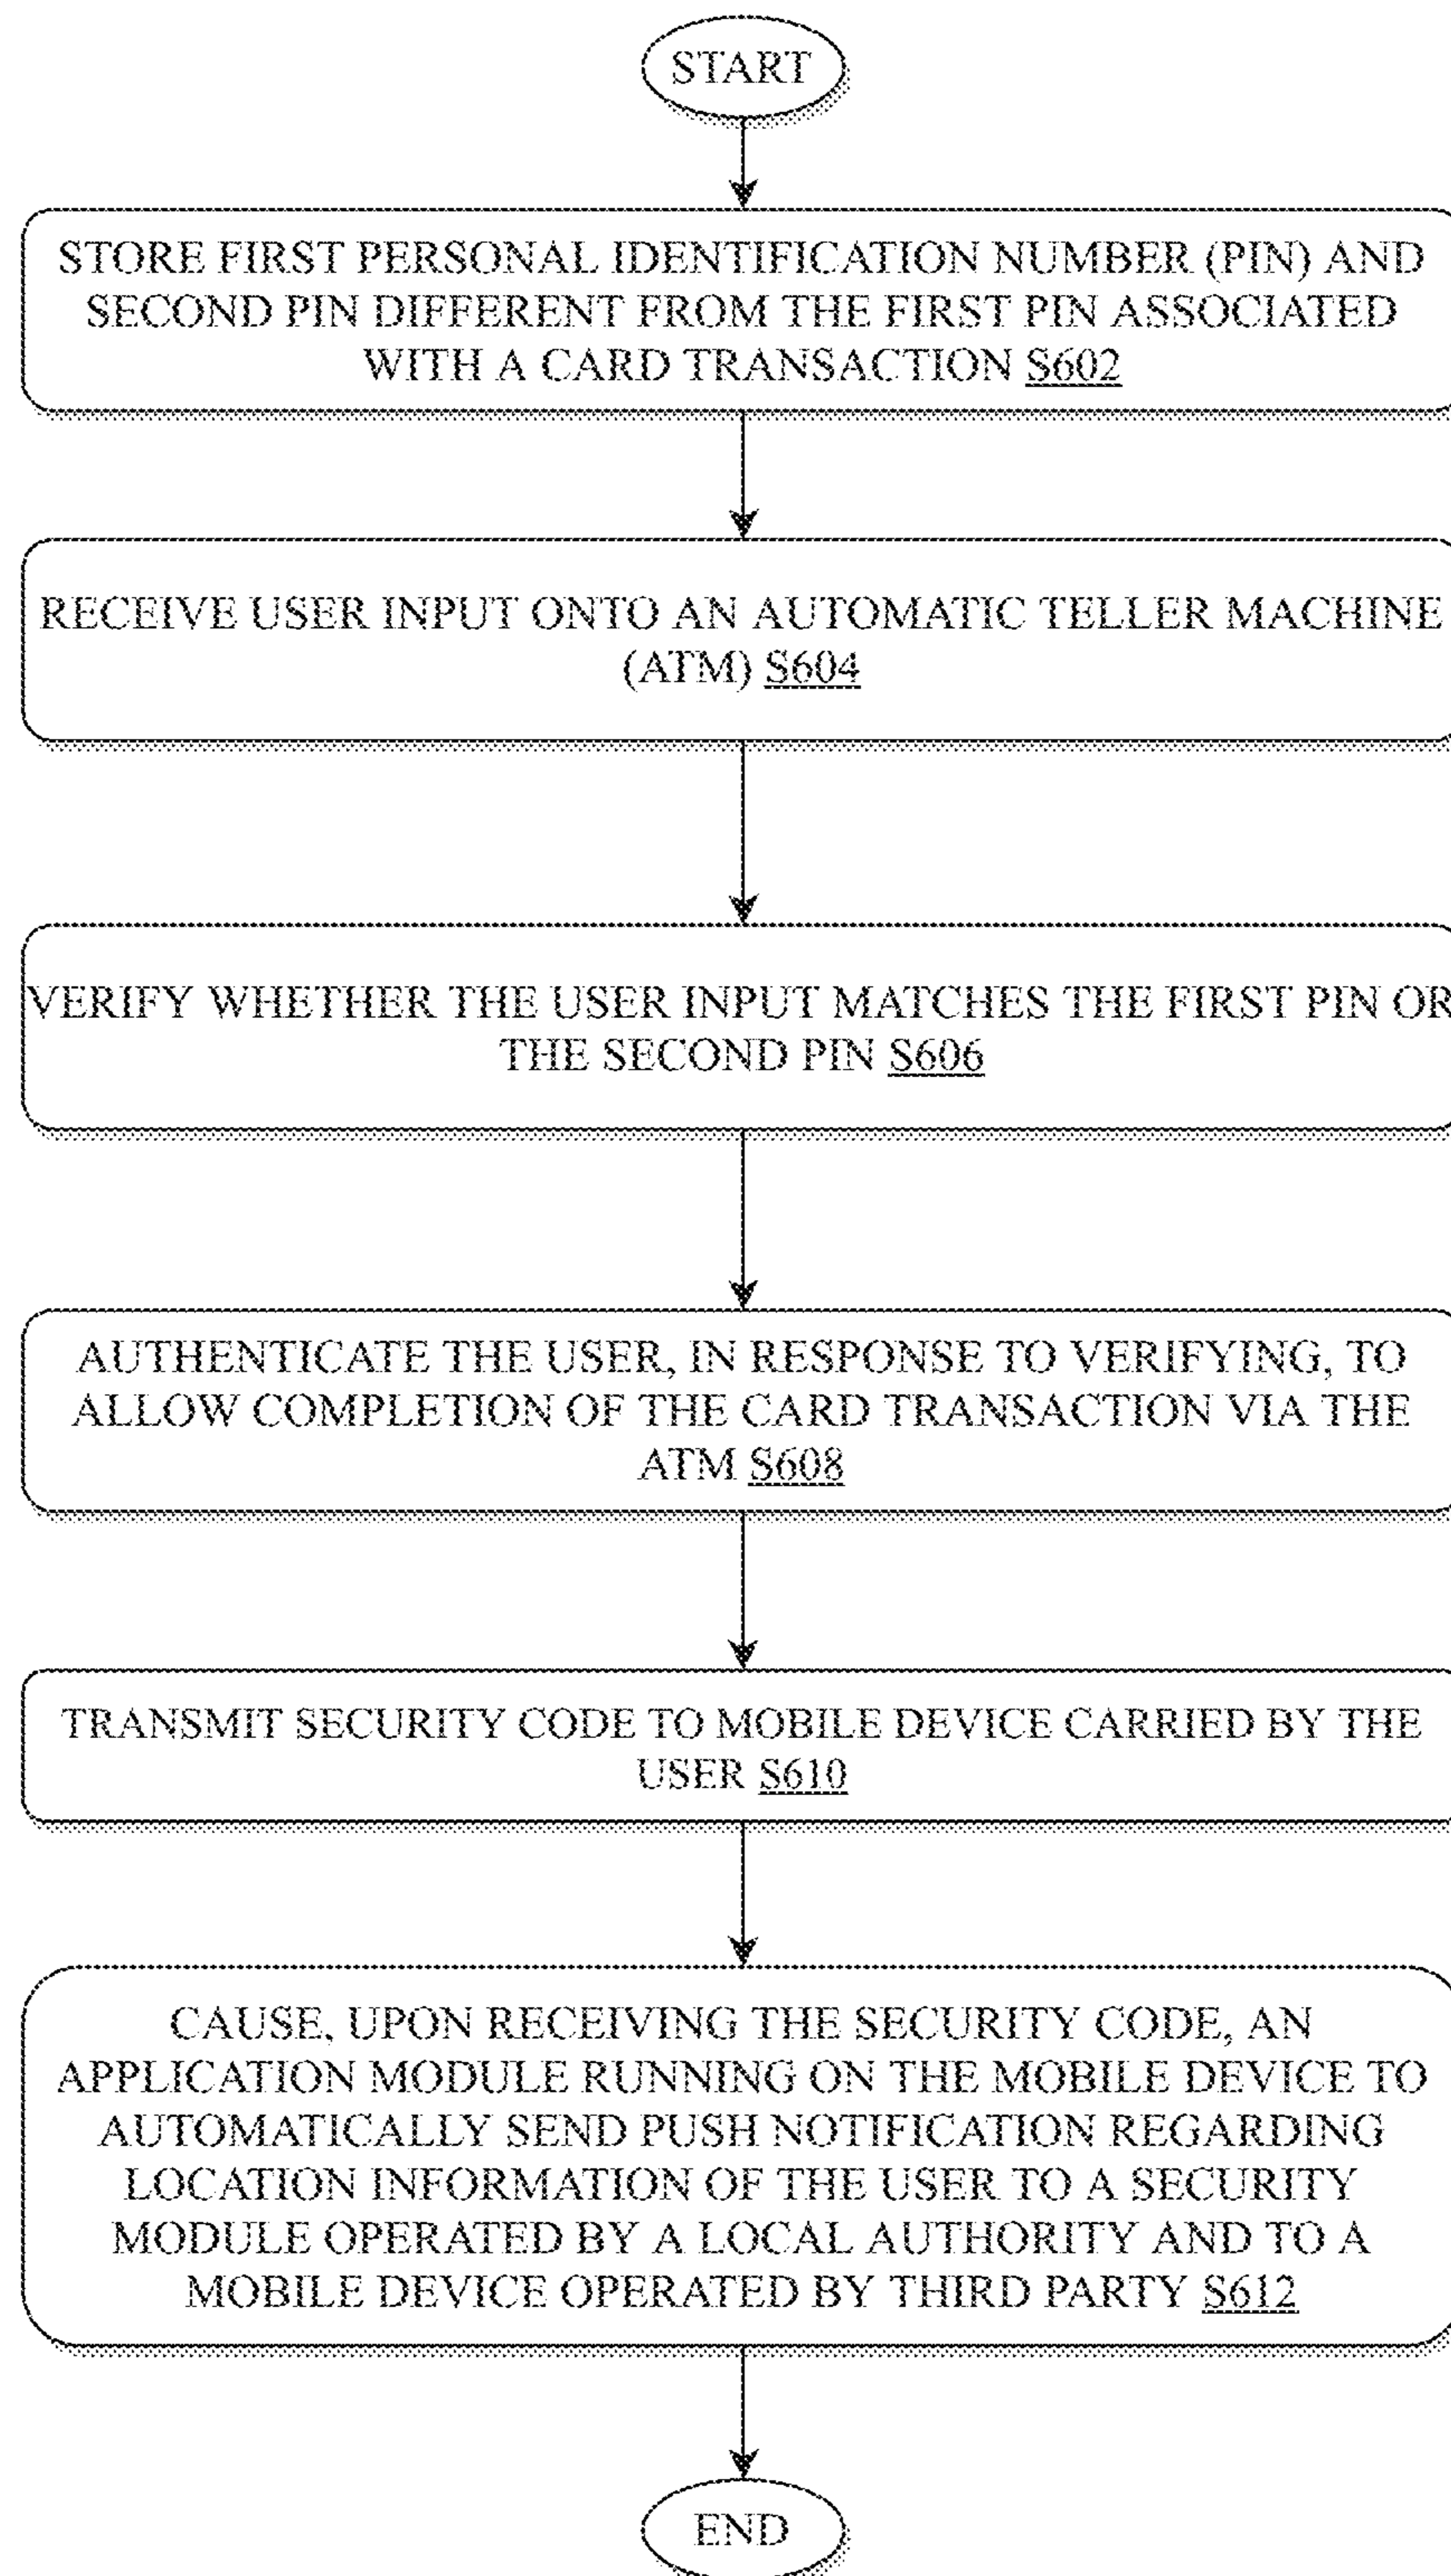 START
STORE FIRST PERSONAL IDENTIFICATION NUMBER (PIN) AND
SECOND PIN DIFFERENT FROM THE FIRST PIN ASSOCIATED
WITH A CARD TRANSACTION S602
RECEIVE USER INPUT ONTO AN AUTOMATIC TELLER MACHINE
(ATM) S604
VERIFY WHETHER THE USER INPUT MATCHES THE FIRST PIN OR
THE SECOND PIN S606
AUTHENTICATE THE USER, IN RESPONSE TO VERIFYING, TO
ALLOW COMPLETION OF THE CARD TRANSACTION VIA THE
ATM S608
TRANSMIT SECURITY CODE TO MOBILE DEVICE CARRIED BY THE
USER S610
CAUSE, UPON RECEIVING THE SECURITY CODE, AN
APPLICATION MODULE RUNNING ON THE MOBILE DEVICE TO
AUTOMATICALLY SEND PUSH NOTIFICATION REGARDING
LOCATION INFORMATION OF THE USER TO A SECURITY
MODULE OPERATED BY A LOCAL AUTHORITY AND TO A
MOBILE DEVICE OPERATED BY THIRD PARTY S612
END